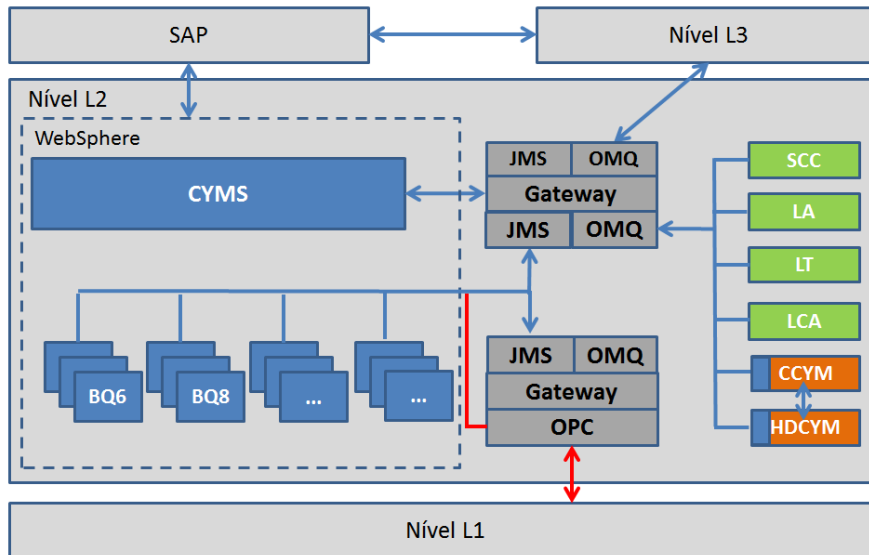 SAP
Nível L3
Nível L2
WebSphere
CYMS
JMS
OMQ
Gateway
JMS
OMQ
SCC
LA
LT
LCA
CCYM
HDCYM
BQ6
BQ8
...
...
JMS
OMQ
Gateway
OPC
Nível L1